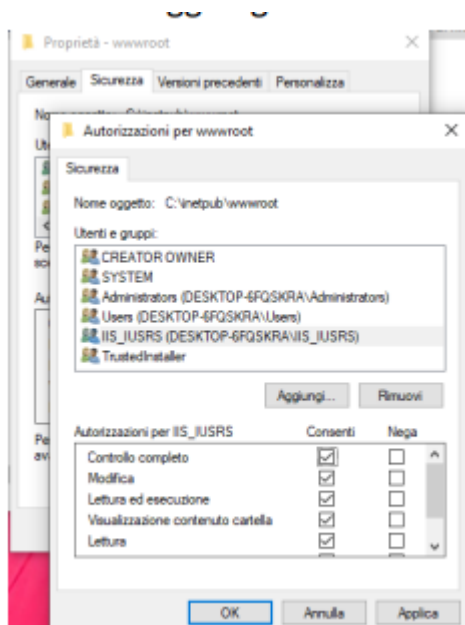 Proprietà - wwwroot
Generale Sicurezza Versioni precedenti Personalizza
Autorizzazioni per wwwroot
Sicurezza
Nome oggetto: C:\inetpub\wwwroot
Utenti e gruppi:
CREATOR OWNER
SYSTEM
Administrators (DESKTOP-6FQSKRA\Administrators)
Users (DESKTOP-6FQSKRA\Users)
IIS_IUSRS (DESKTOP-6FQSKRA\IIS_IUSRS)
TrustedInstaller
Aggiungi... Rimuovi
Autorizzazioni per IIS_IUSRS Consenti Nega
Controllo completo
Modifica
Lettura ed esecuzione
Visualizzazione contenuto cartella
Lettura
OK Annulla Applica